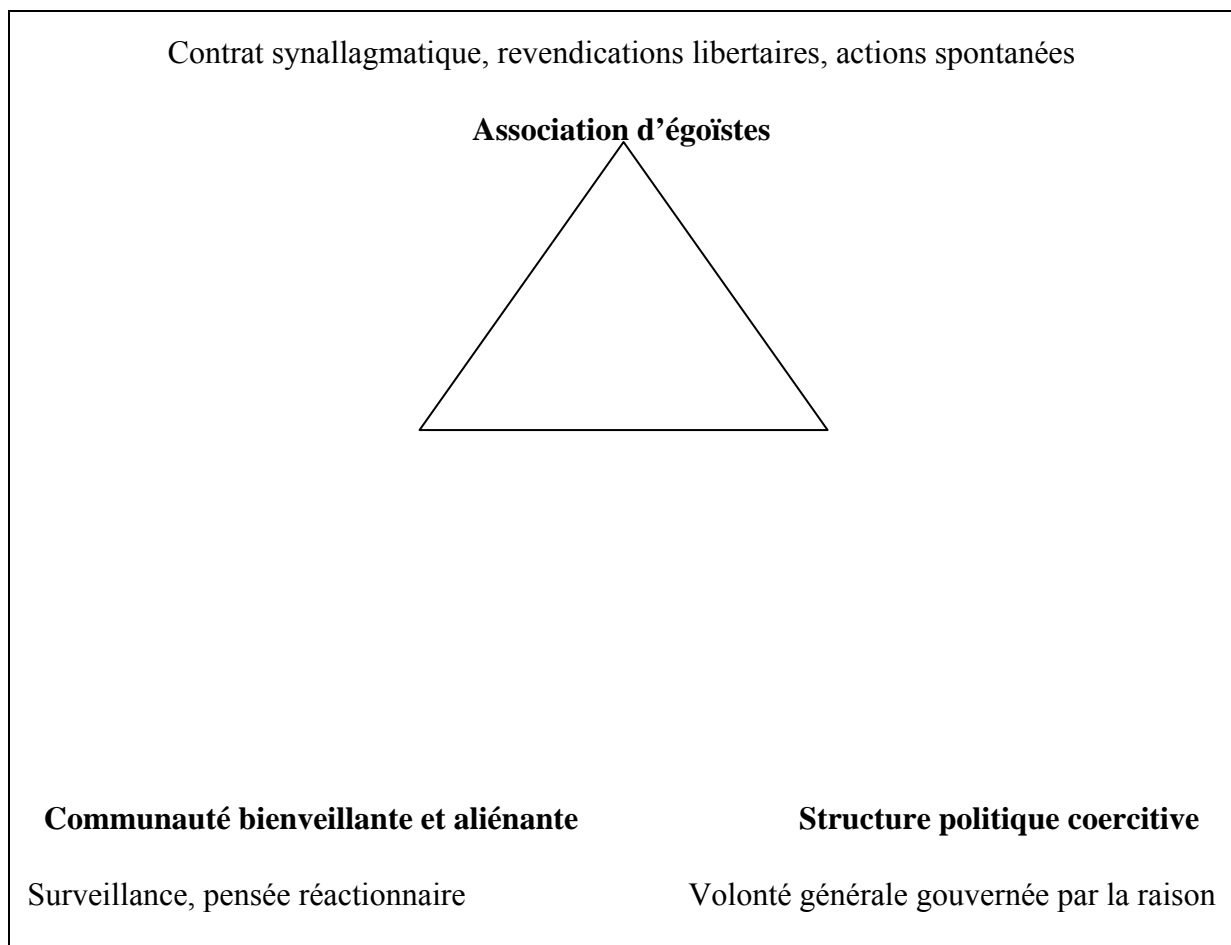 Contrat synallagmatique, revendications libertaires, actions spontanées
Association d’égoïstes
Communauté bienveillante et aliénante
Structure politique coercitive
Surveillance, pensée réactionnaire
Volonté générale gouvernée par la raison